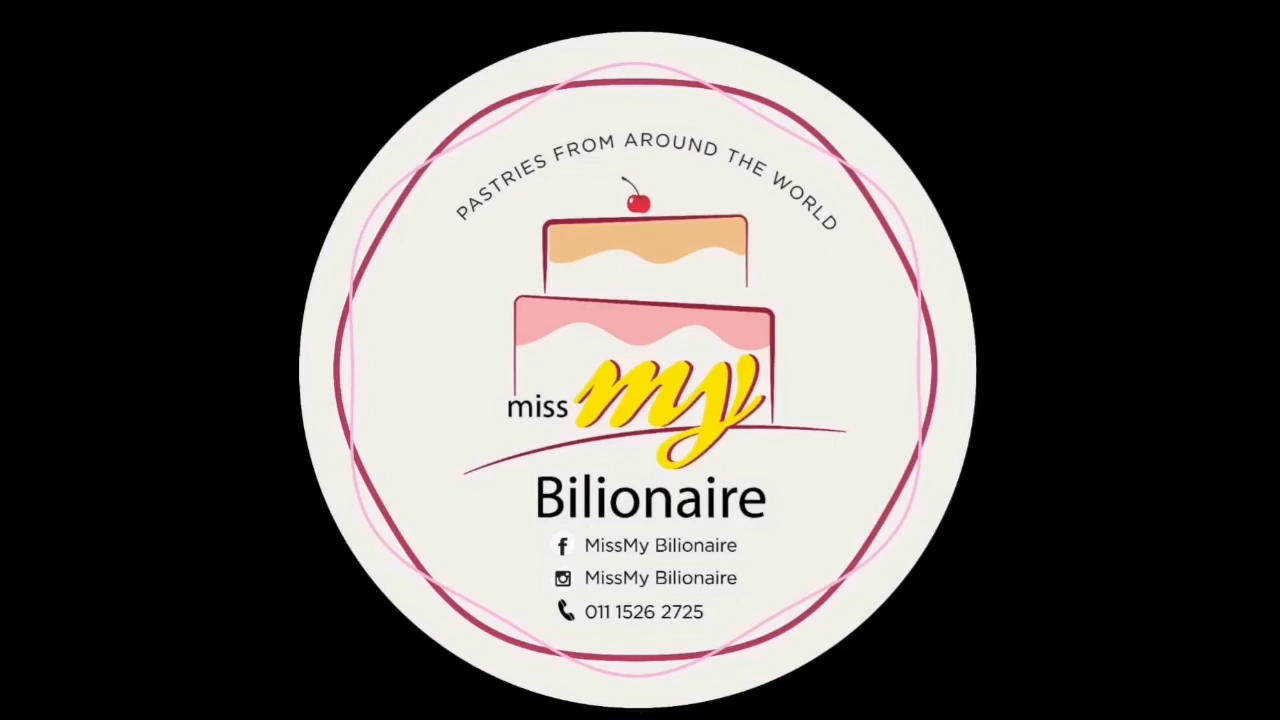 PASTRIES FROM AROUND THE WORLD
miss my
Bilionaire
MissMy Bilionaire
MissMy Bilionaire
011 1526 2725